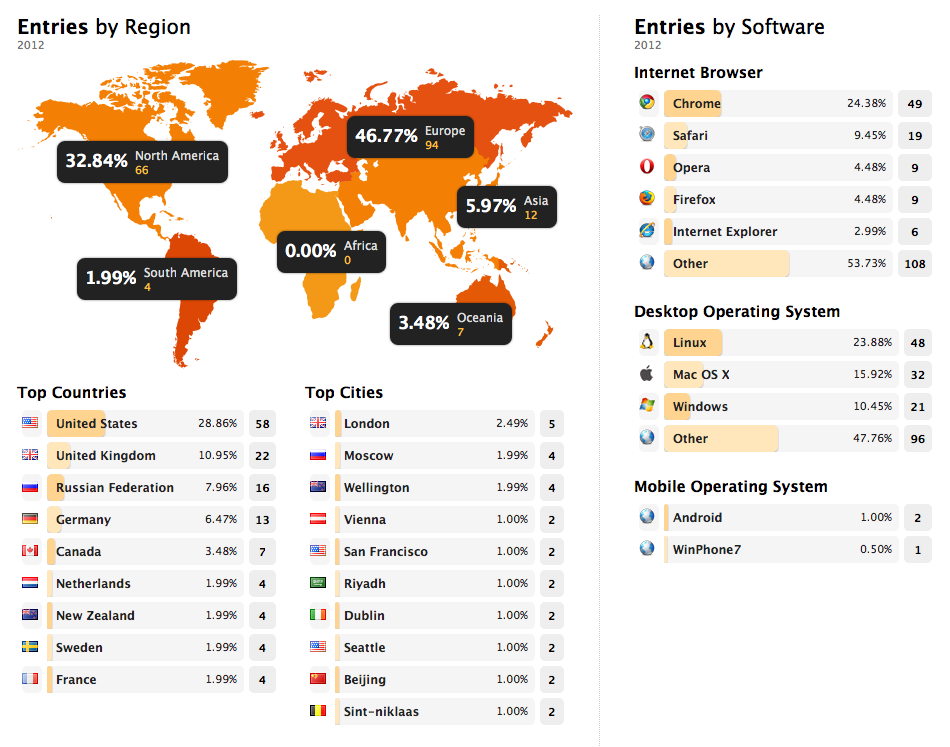 Entries by Region
2012
32.84% North America
66
46.77% Europe
94
5.97% Asia
12
0.00% Africa
0
1.99% South America
4
3.48% Oceania
7
Top Countries
United States 28.86% 58
United Kingdom 10.95% 22
Russian Federation 7.96% 16
Germany 6.47% 13
Canada 3.48% 7
Netherlands 1.99% 4
New Zealand 1.99% 4
Sweden 1.99% 4
France 1.99% 4
Top Cities
London 2.49% 5
Moscow 1.99% 4
Wellington 1.99% 4
Vienna 1.00% 2
San Francisco 1.00% 2
Riyadh 1.00% 2
Dublin 1.00% 2
Seattle 1.00% 2
Beijing 1.00% 2
Sint-niklaas 1.00% 2
Entries by Software
2012
Internet Browser
Chrome 24.38% 49
Safari 9.45% 19
Opera 4.48% 9
Firefox 4.48% 9
Internet Explorer 2.99% 6
Other 53.73% 108
Desktop Operating System
Linux 23.88% 48
Mac OS X 15.92% 32
Windows 10.45% 21
Other 47.76% 96
Mobile Operating System
Android 1.00% 2
WinPhone7 0.50% 1